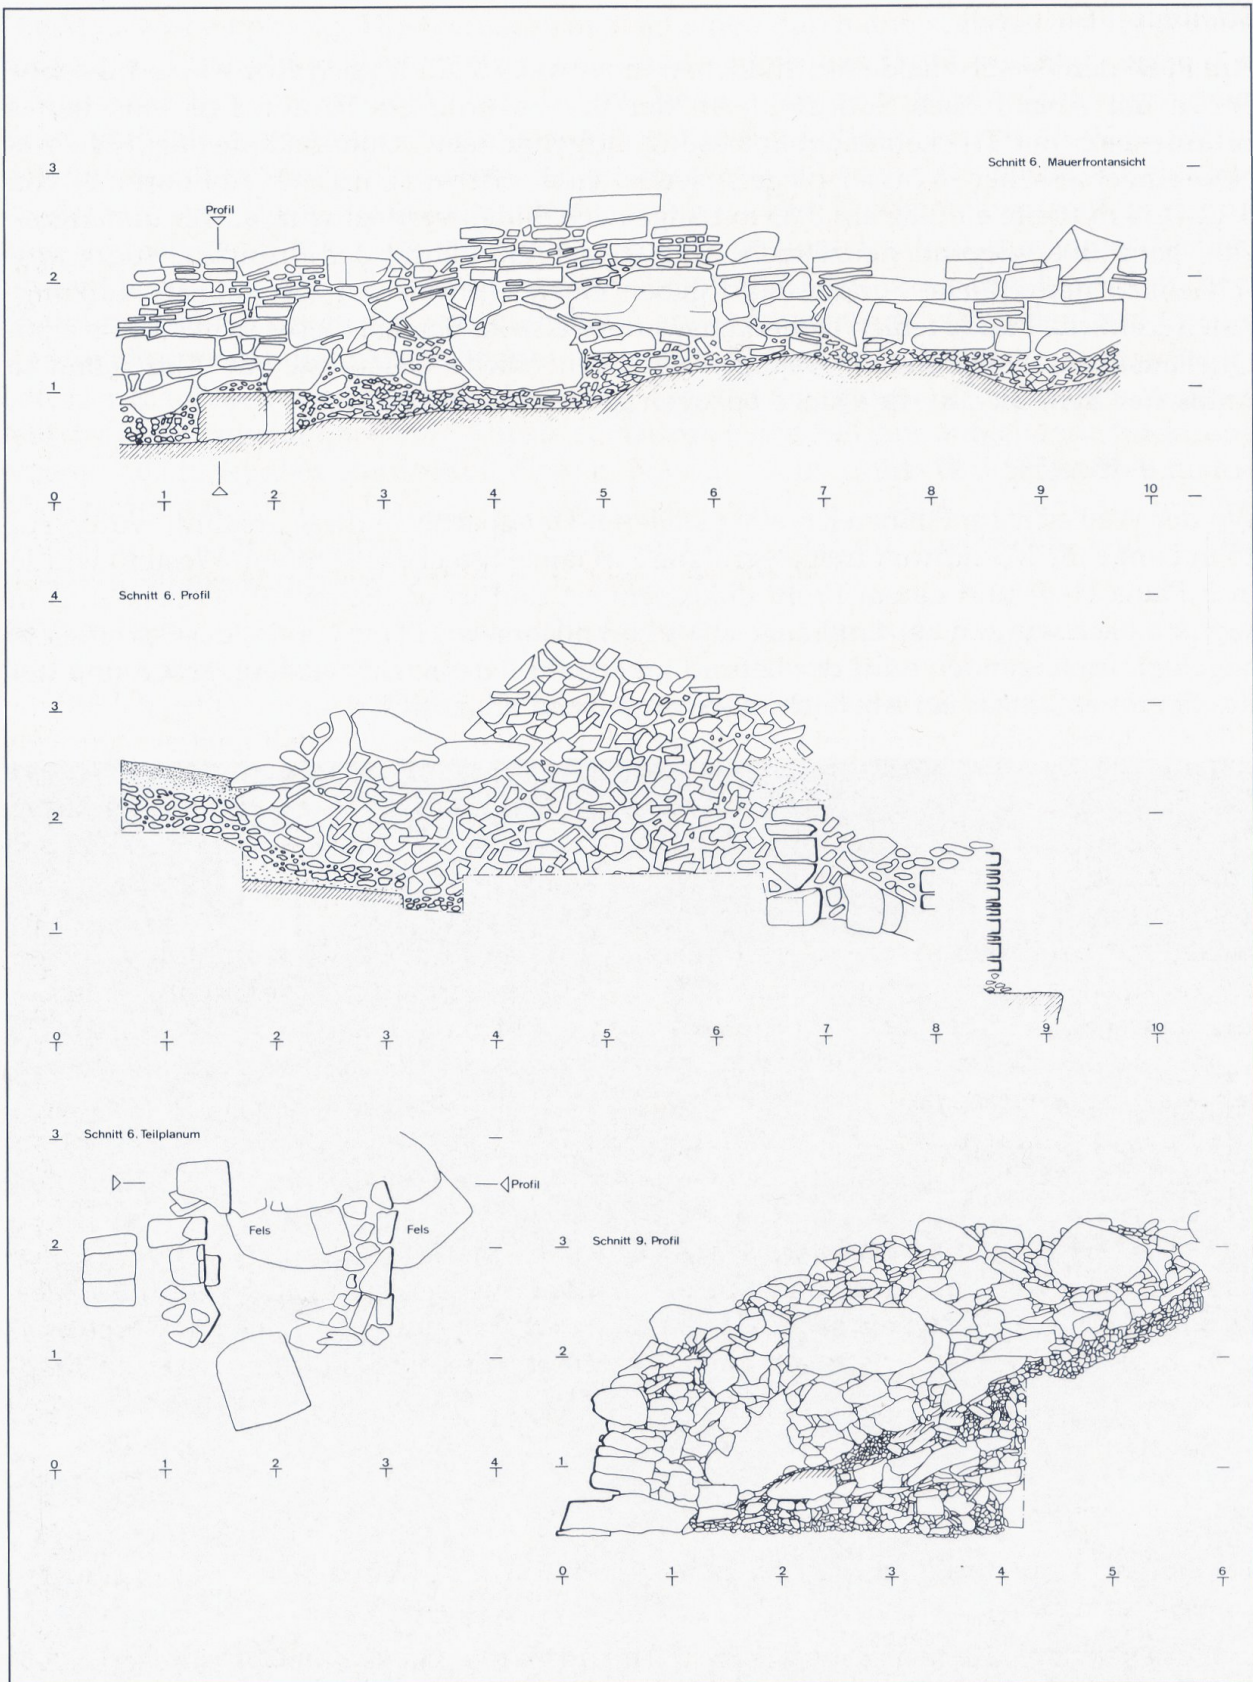 3
Schnitt 6, Mauerfrontansicht
Profil
2
1
0 1 2 3 4 5 6 7 8 9 10
4
Schnitt 6. Profil
3
2
1
0 1 2 3 4 5 6 7 8 9 10
3
Schnitt 6. Teilplanum
Profil
Fels
Fels
2
1
0 1 2 3 4
3
Schnitt 9. Profil
2
1
0 1 2 3 4 5 6